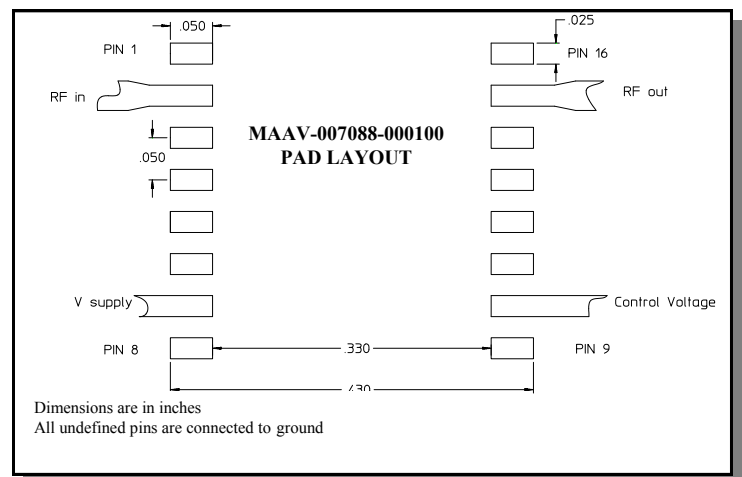 .050
.025
PIN 1
PIN 16
RF in
RF out
MAAV-007088-000100
PAD LAYOUT
.050
V supply
Control Voltage
PIN 8
.330
PIN 9
.430
Dimensions are in inches
All undefined pins are connected to ground